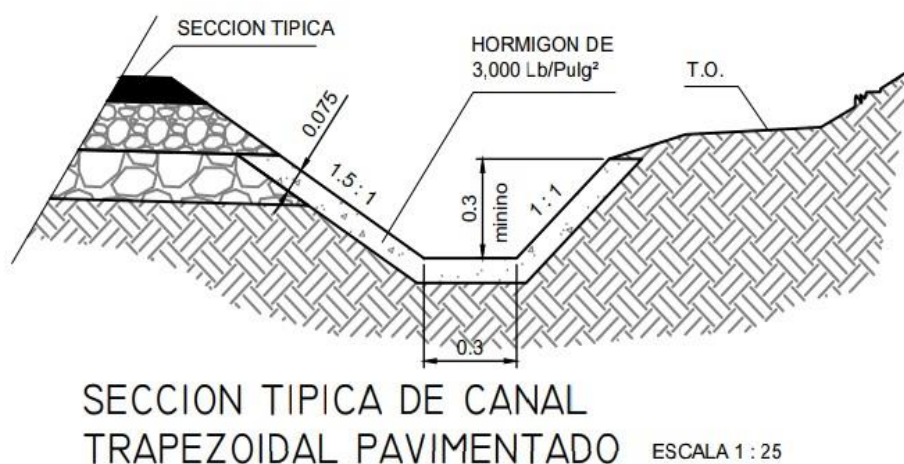 SECCION TIPICA
HORMIGON DE
3,000 Lb/Pulg²
T.O.
0.075
1.5 : 1
0.3
minino
1 : 1
0.3
SECCION TIPICA DE CANAL
TRAPEZOIDAL PAVIMENTADO
ESCALA 1 : 25